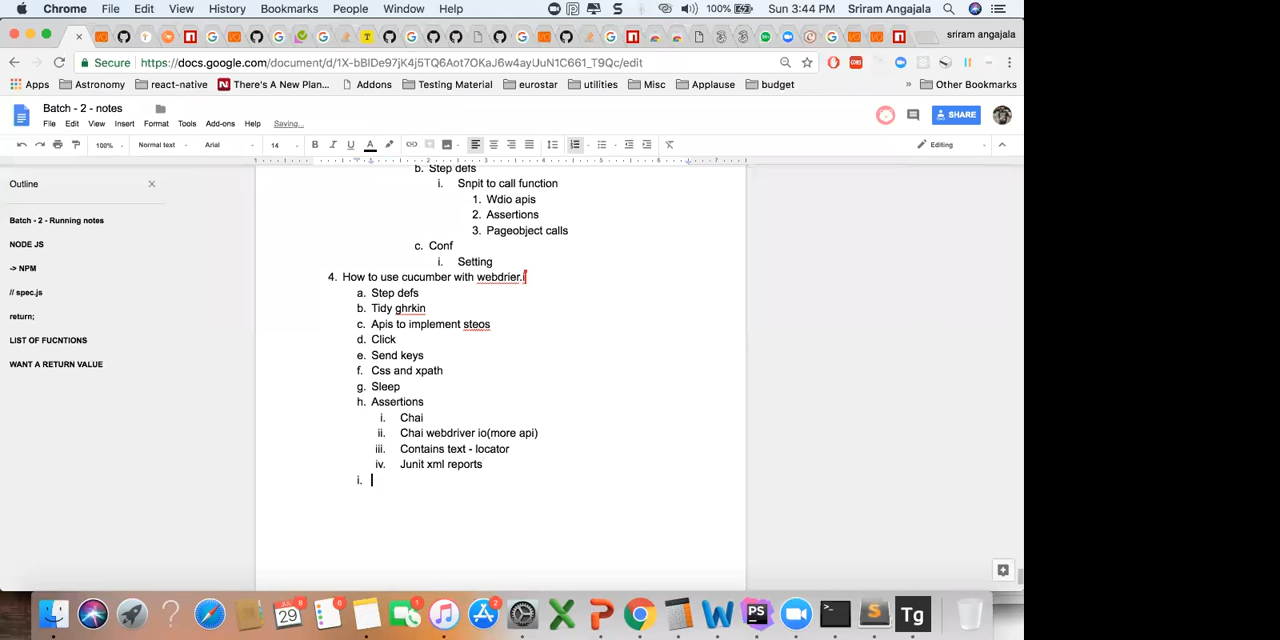 Chrome File Edit View History Bookmarks People Window Help 100% Sun 3:44 PM Sriram Angajala
sriram angajala
Secure https://docs.google.com/document/d/1X-bBIDe97jK4j5TQ6Aot7OKaJ6w4ayUuN1C661_T9Qc/edit
Apps Astronomy react-native There's A New Plan... Addons Testing Material eurostar utilities Misc Applause budget » Other Bookmarks
Batch - 2 - notes
File Edit View Insert Format Tools Add-ons Help Saving...
SHARE
100% Normal text Arial 14 Editing
Outline
Batch - 2 - Running notes
NODE JS
-> NPM
// spec.js
return;
LIST OF FUCNTIONS
WANT A RETURN VALUE
b. Step defs
i. Snpit to call function
1. Wdio apis
2. Assertions
3. Pageobject calls
c. Conf
i. Setting
4. How to use cucumber with webdrier.i
a. Step defs
b. Tidy ghrkin
c. Apis to implement steos
d. Click
e. Send keys
f. Css and xpath
g. Sleep
h. Assertions
i. Chai
ii. Chai webdriver io(more api)
iii. Contains text - locator
iv. Junit xml reports
i.